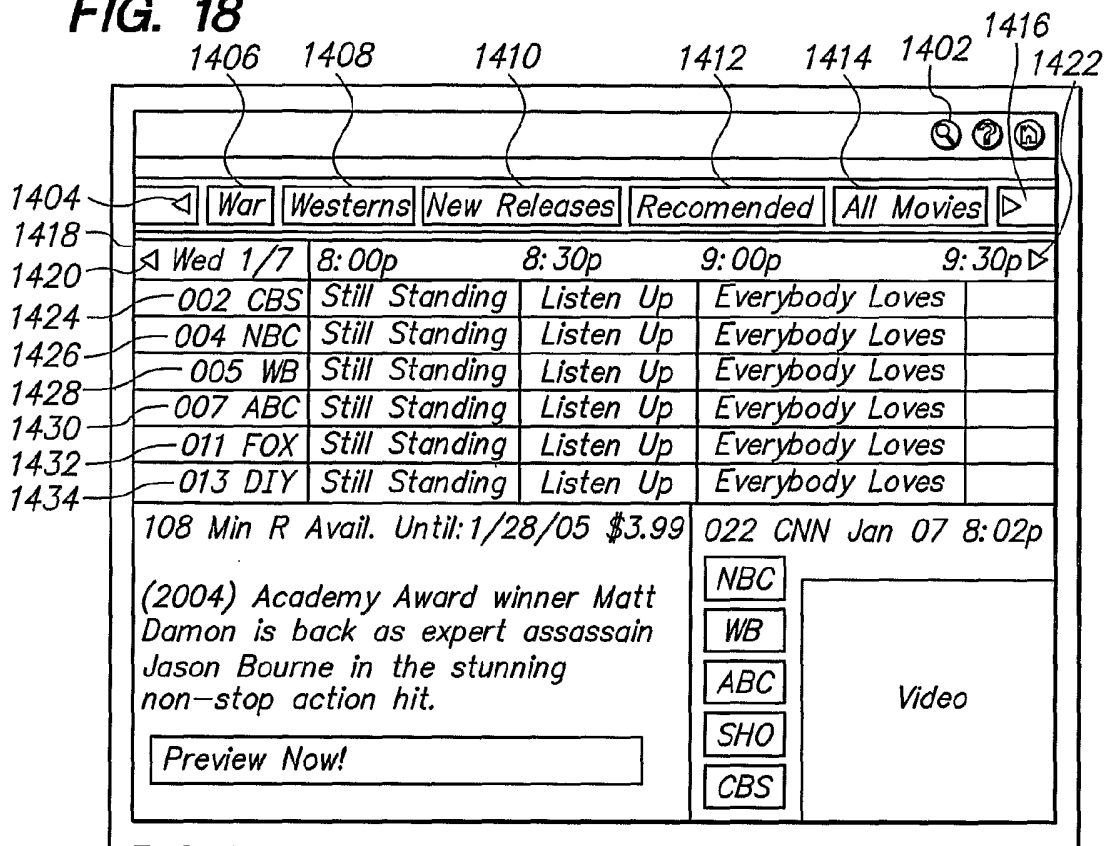 FIG. 18
1406 1408 1410 1412 1414 1402 1416 1422
1404 War Westerns New Releases Recomended All Movies
1418
1420 Wed 1/7 8:00p 8:30p 9:00p 9:30p
1424 002 CBS Still Standing Listen Up Everybody Loves
1426 004 NBC Still Standing Listen Up Everybody Loves
1428 005 WB Still Standing Listen Up Everybody Loves
1430 007 ABC Still Standing Listen Up Everybody Loves
1432 011 FOX Still Standing Listen Up Everybody Loves
1434 013 DIY Still Standing Listen Up Everybody Loves
108 Min R Avail. Until: 1/28/05 $3.99
(2004) Academy Award winner Matt
Damon is back as expert assassain
Jason Bourne in the stunning
non-stop action hit.
Preview Now!
022 CNN Jan 07 8:02p
NBC
WB
ABC
SHO
CBS
Video